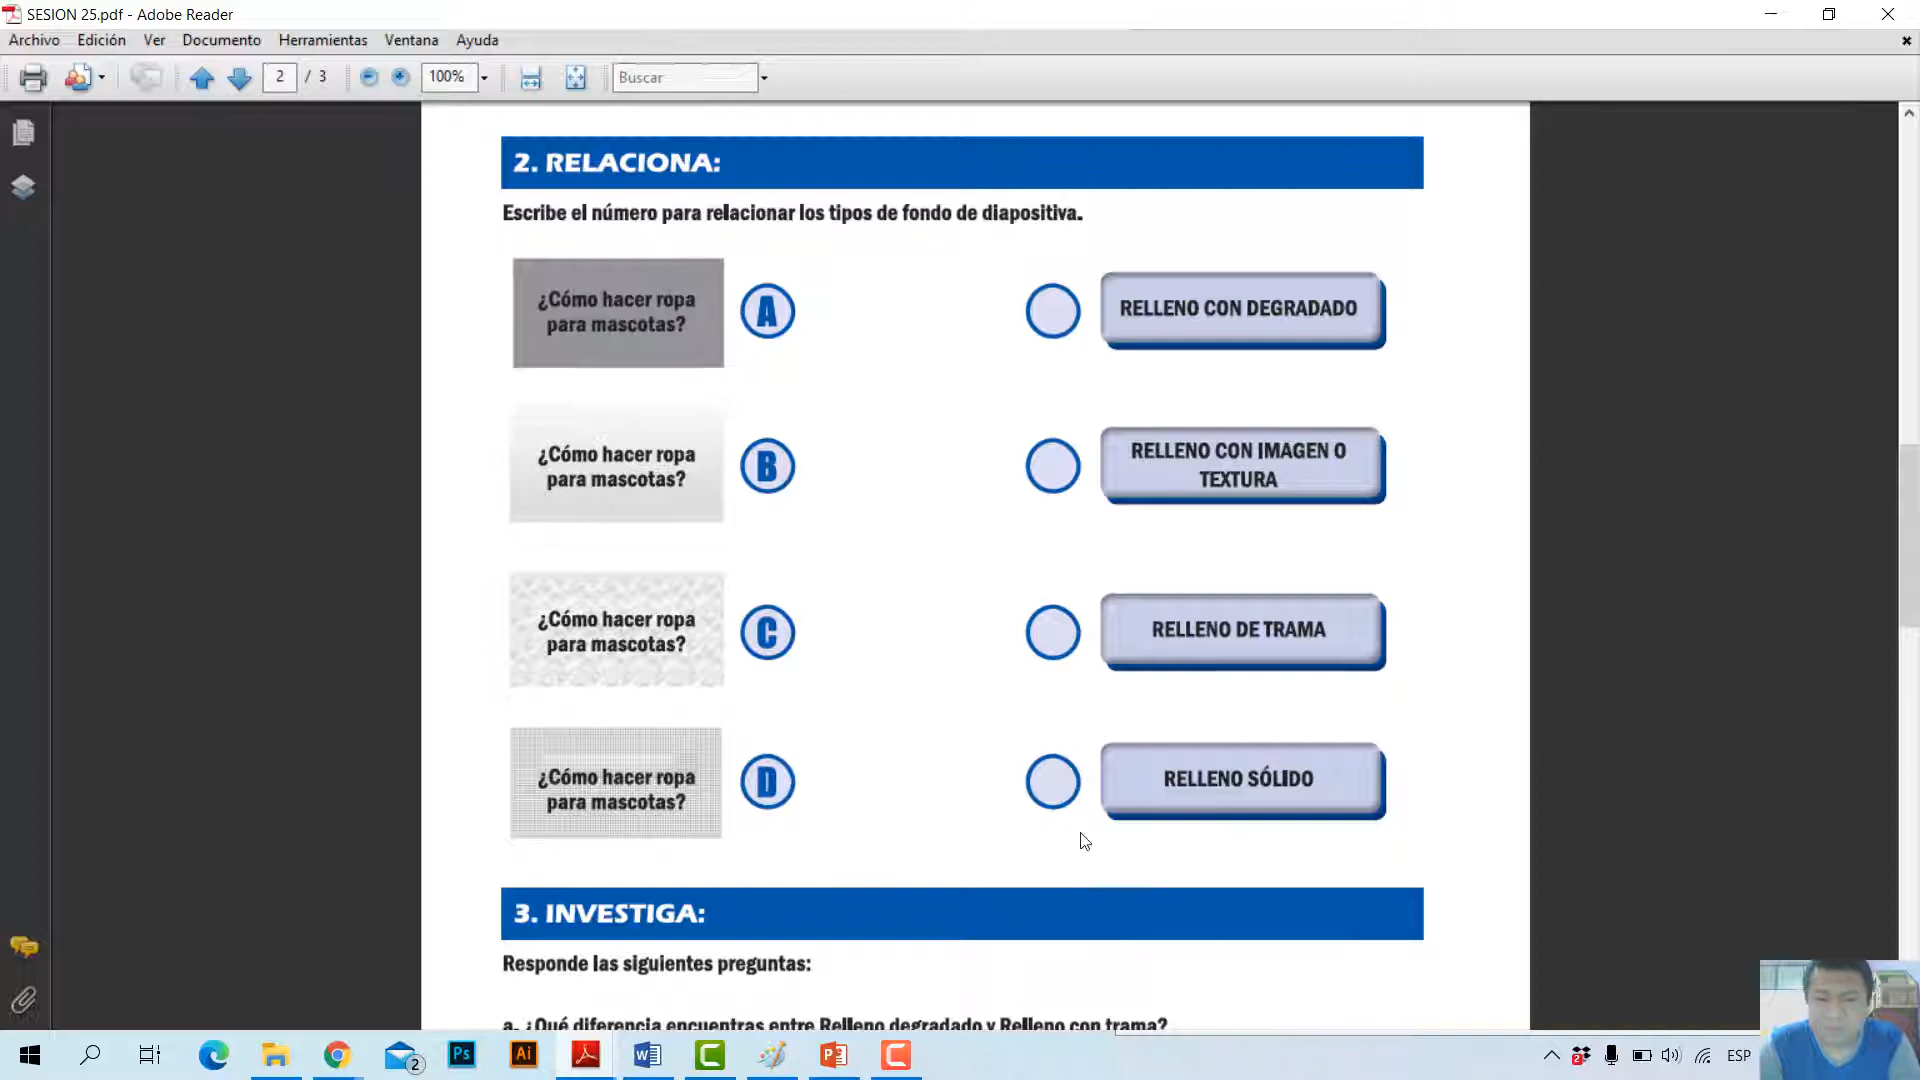 SESION 25.pdf - Adobe Reader
Archivo Edición Ver Documento Herramientas Ventana Ayuda
2 / 3 100% Buscar
2. RELACIONA:
Escribe el número para relacionar los tipos de fondo de diapositiva.
¿Cómo hacer ropa
para mascotas?
A
RELLENO CON DEGRADADO
¿Cómo hacer ropa
para mascotas?
B
RELLENO CON IMAGEN O
TEXTURA
¿Cómo hacer ropa
para mascotas?
C
RELLENO DE TRAMA
¿Cómo hacer ropa
para mascotas?
D
RELLENO SÓLIDO
3. INVESTIGA:
Responde las siguientes preguntas:
a. ¿Qué diferencia encuentras entre Relleno degradado y Relleno con trama?
2 Ps Ai 2 ESP